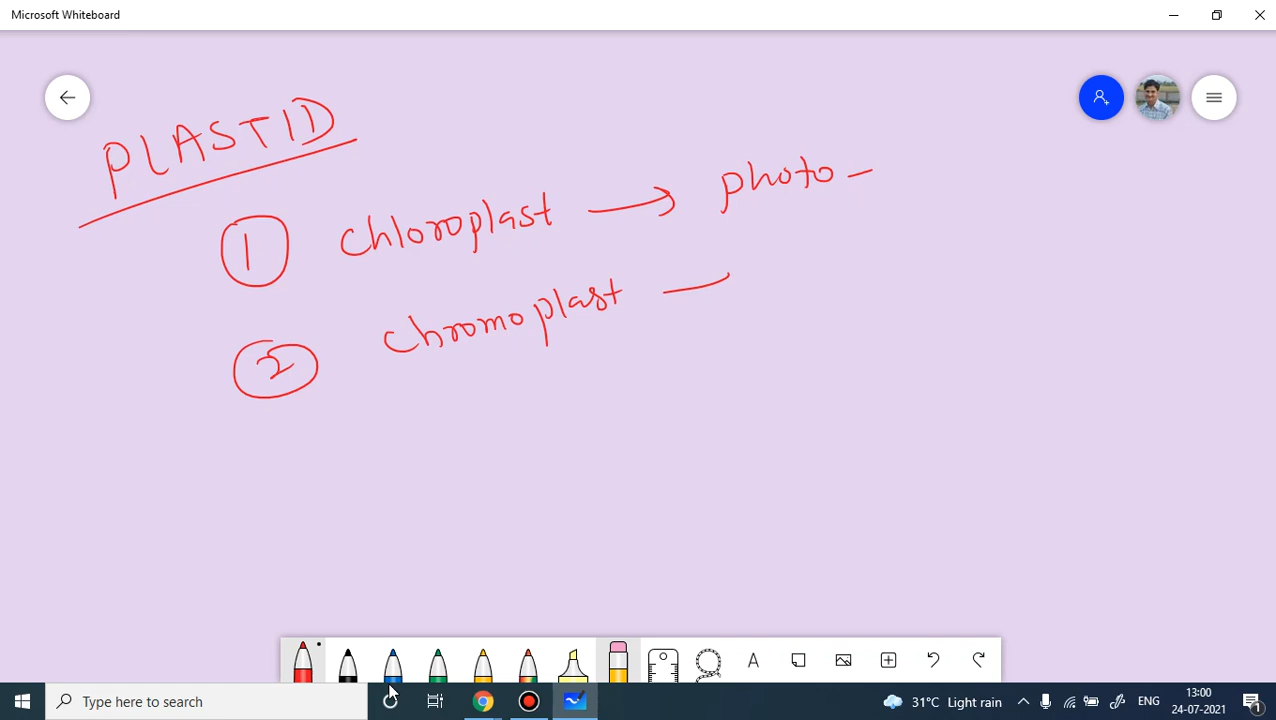 Microsoft Whiteboard
PLASTID
1 chloroplast → photo -
2 chromoplast —
A
Type here to search
31°C Light rain
ENG
13:00
24-07-2021
1